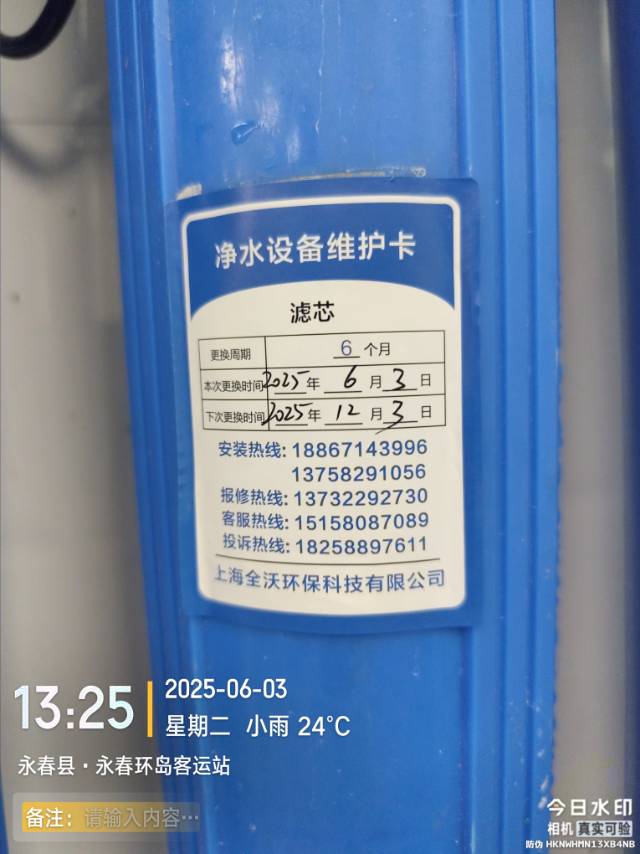 净水设备维护卡
滤芯
更换周期 6 个月
本次更换时间 2025 年 6 月 3 日
下次更换时间 2025 年 12 月 3 日
安装热线: 18867143996
13758291056
报修热线: 13732292730
客服热线: 15158087089
投诉热线: 18258897611
上海全沃环保科技有限公司
13:25
2025-06-03
星期二 小雨 24℃
永春县·永春环岛客运站
备注: 请输入内容···
今日水印
相机 真实可验
防伪 HKNWHMN13XB4NB